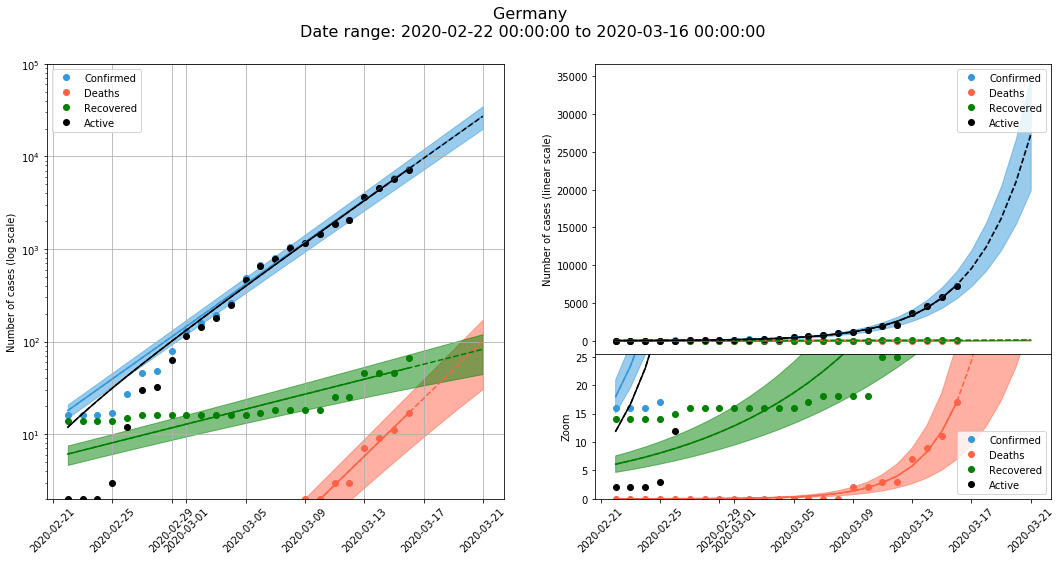 Germany
Date range: 2020-02-22 00:00:00 to 2020-03-16 00:00:00
Number of cases (log scale)
10^5
10^4
10^3
10^2
10^1
Confirmed
Deaths
Recovered
Active
2020-02-21
2020-02-25
2020-02-29
2020-03-01
2020-03-05
2020-03-09
2020-03-13
2020-03-17
2020-03-21
Number of cases (linear scale)
35000
30000
25000
20000
15000
10000
5000
0
Confirmed
Deaths
Recovered
Active
Zoom
25
20
15
10
5
0
Confirmed
Deaths
Recovered
Active
2020-02-21
2020-02-25
2020-02-29
2020-03-01
2020-03-05
2020-03-09
2020-03-13
2020-03-17
2020-03-21